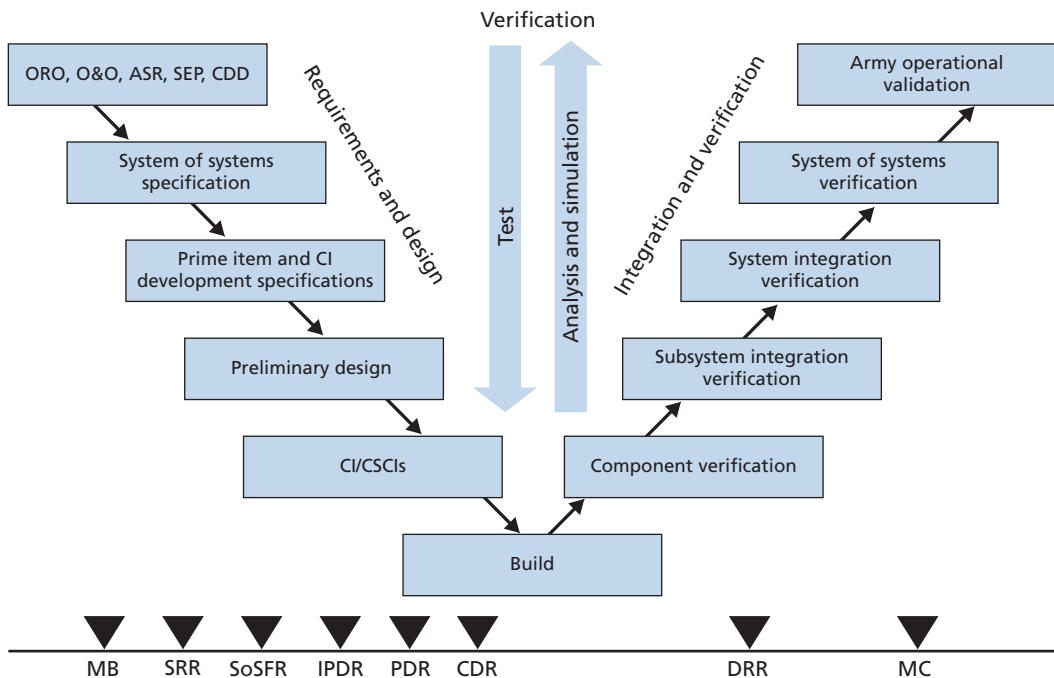 Verification
ORO, O&O, ASR, SEP, CDD
System of systems
specification
Prime item and CI
development specifications
Preliminary design
CI/CSCIs
Build
Requirements and design
Test
Analysis and simulation
Integration and verification
Army operational
validation
System of systems
verification
System integration
verification
Subsystem integration
verification
Component verification
MB
SRR
SoSFR
IPDR
PDR
CDR
DRR
MC